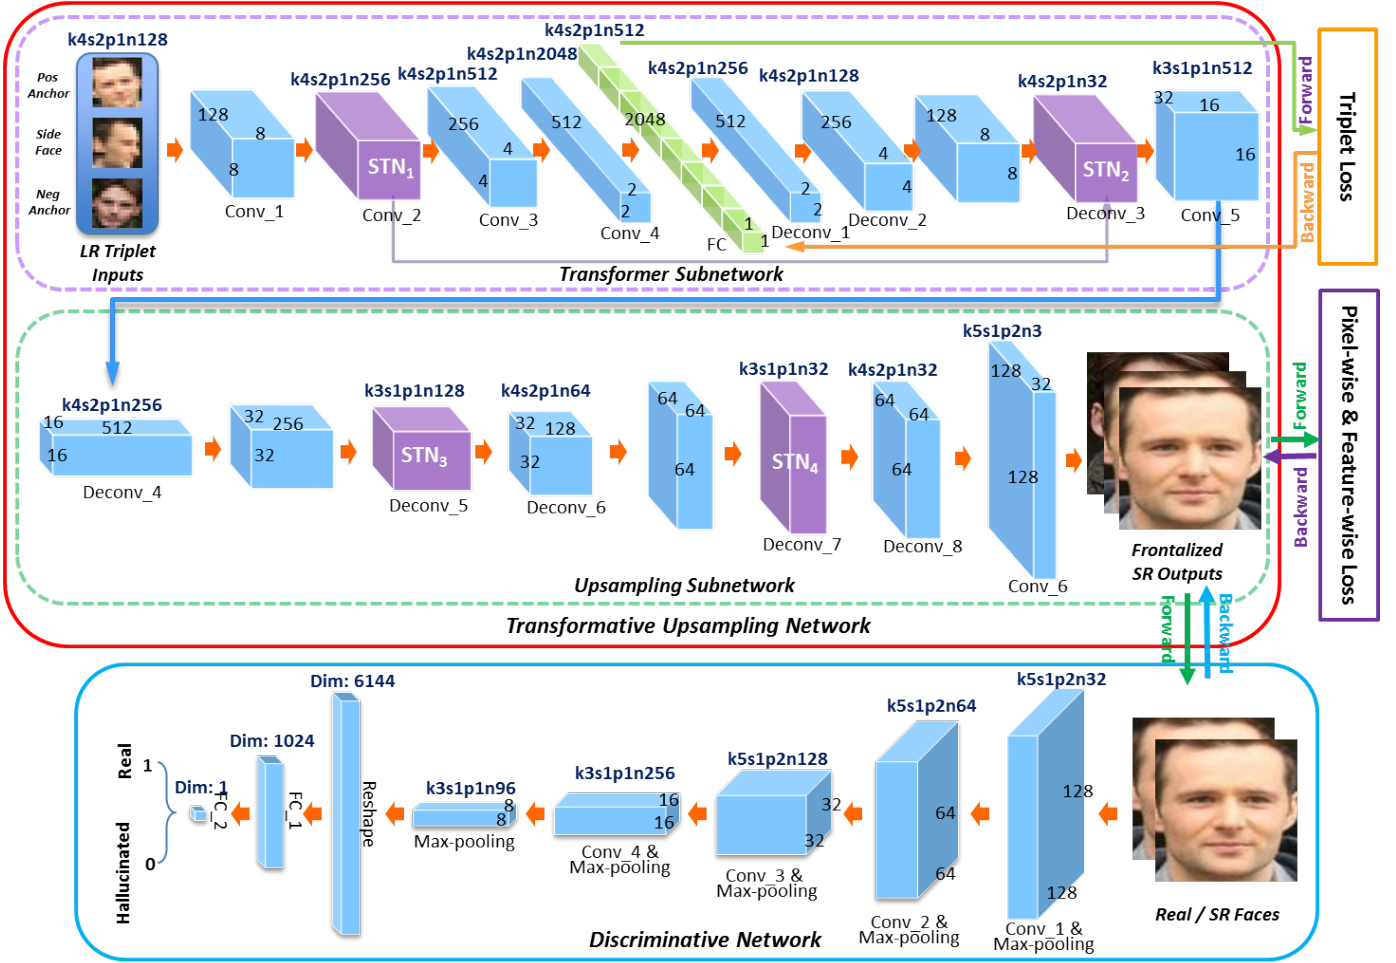 k4s2p1n128
Pos
Anchor
Side
Face
Neg
Anchor
LR Triplet
Inputs
128
8
8
Conv_1
k4s2p1n256
STN1
Conv_2
k4s2p1n512
256
4
4
Conv_3
k4s2p1n2048
512
2
2
Conv_4
k4s2p1n512
2048
1
1
FC
k4s2p1n256
512
2
2
Deconv_1
k4s2p1n128
256
4
4
Deconv_2
128
8
8
k4s2p1n32
STN2
Deconv_3
k3s1p1n512
32
16
16
Conv_5
Transformer Subnetwork
Forward
Backward
Triplet Loss
k4s2p1n256
16
512
16
Deconv_4
32
256
32
k3s1p1n128
STN3
Deconv_5
k4s2p1n64
32
128
32
Deconv_6
64
64
64
k3s1p1n32
STN4
Deconv_7
k4s2p1n32
64
64
64
Deconv_8
k5s1p2n3
128
32
128
Conv_6
Frontalized
SR Outputs
Upsampling Subnetwork
Transformative Upsampling Network
Forward
Backward
Pixel-wise & Feature-wise Loss
Forward
Backward
Real
1
Hallucinated
0
Dim: 1
FC_2
Dim: 1024
FC_1
Dim: 6144
Reshape
k3s1p1n96
8
8
Max-pooling
k3s1p1n256
16
16
Conv_4 &
Max-pooling
k5s1p2n128
32
32
Conv_3 &
Max-pooling
k5s1p2n64
64
64
Conv_2 &
Max-pooling
k5s1p2n32
128
128
Conv_1 &
Max-pooling
Real / SR Faces
Discriminative Network